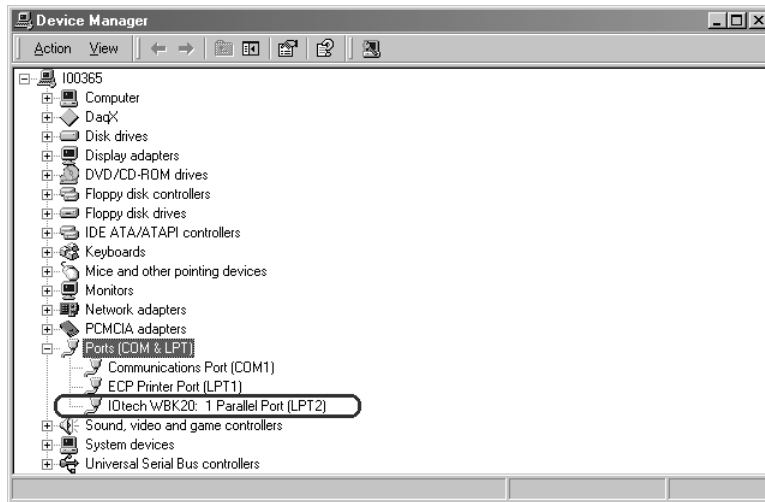 Device Manager
Action View
I00365
Computer
DaqX
Disk drives
Display adapters
DVD/CD-ROM drives
Floppy disk controllers
Floppy disk drives
IDE ATA/ATAPI controllers
Keyboards
Mice and other pointing devices
Monitors
Network adapters
PCMCIA adapters
Ports (COM & LPT)
Communications Port (COM1)
ECP Printer Port (LPT1)
IOtech WBK20: 1 Parallel Port (LPT2)
Sound, video and game controllers
System devices
Universal Serial Bus controllers